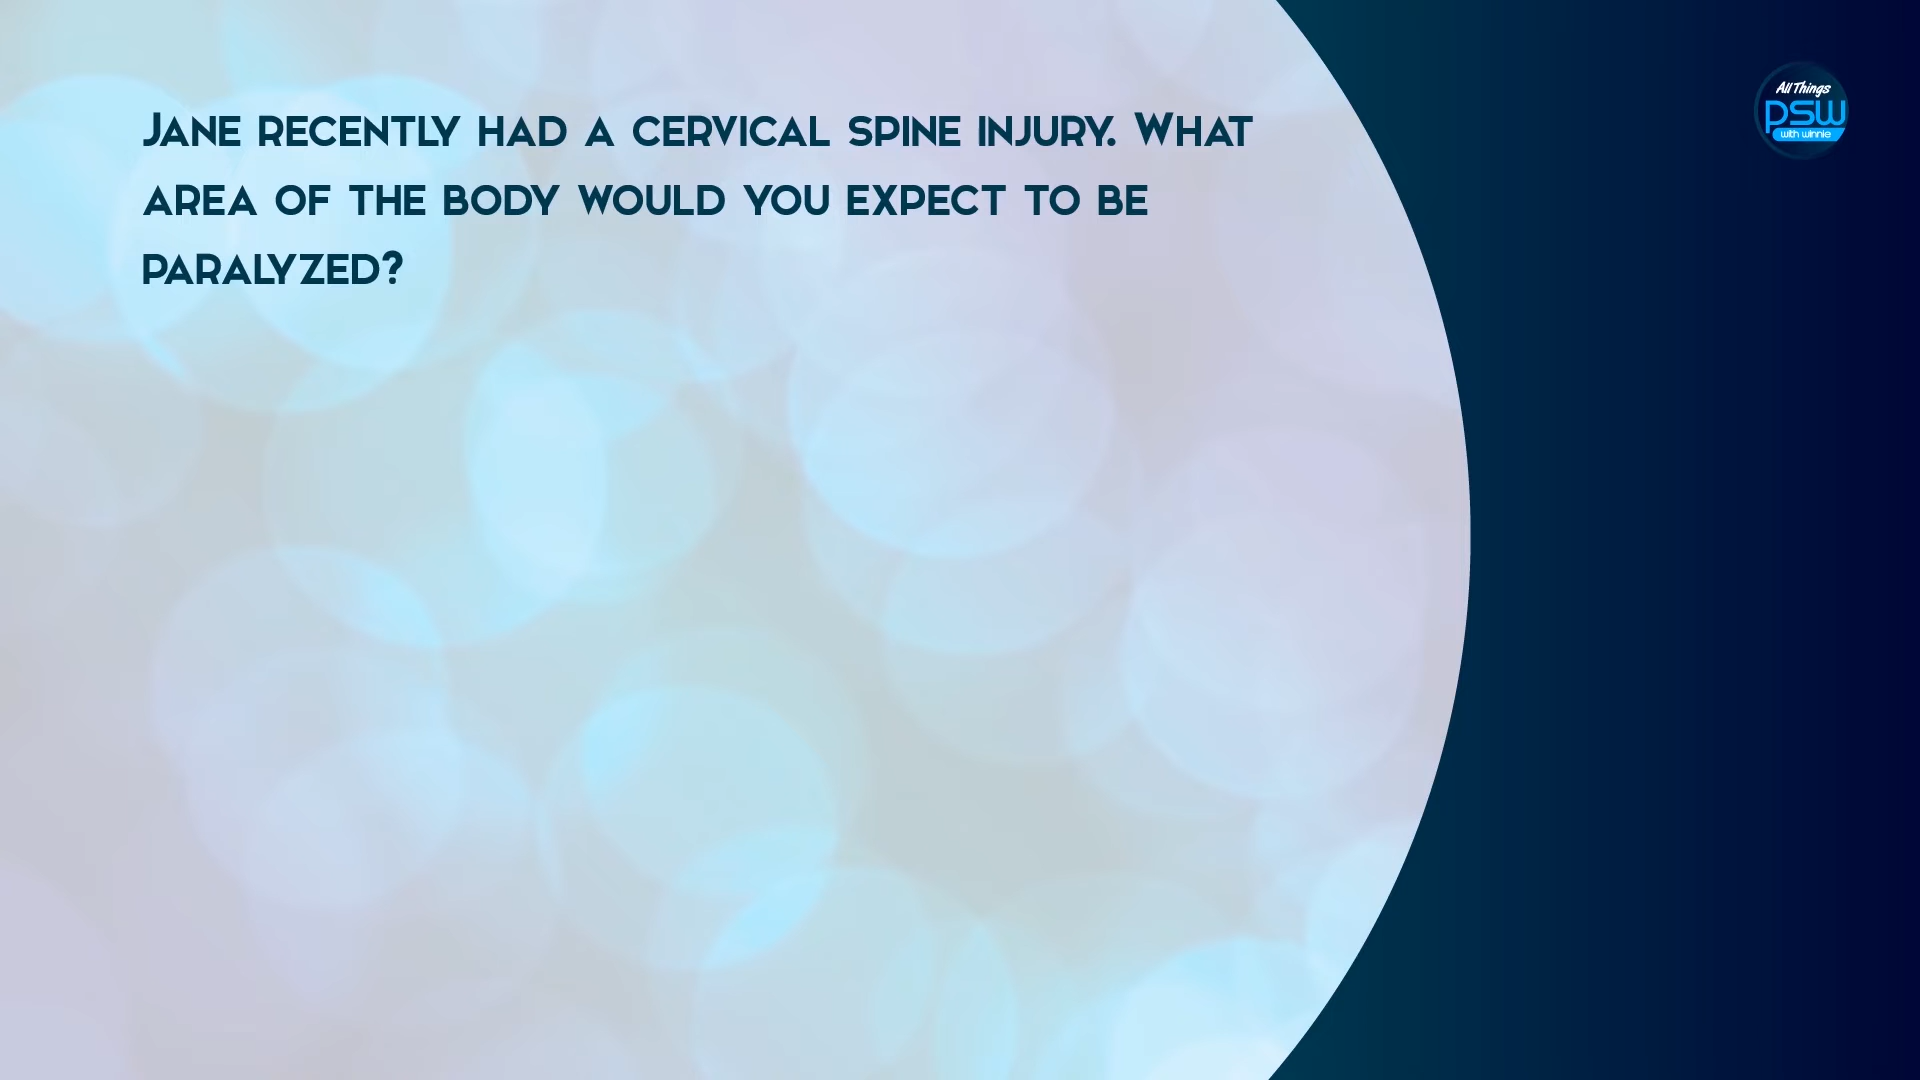 Jane recently had a cervical spine injury. What
area of the body would you expect to be
paralyzed?
All Things
PSW
with winnie